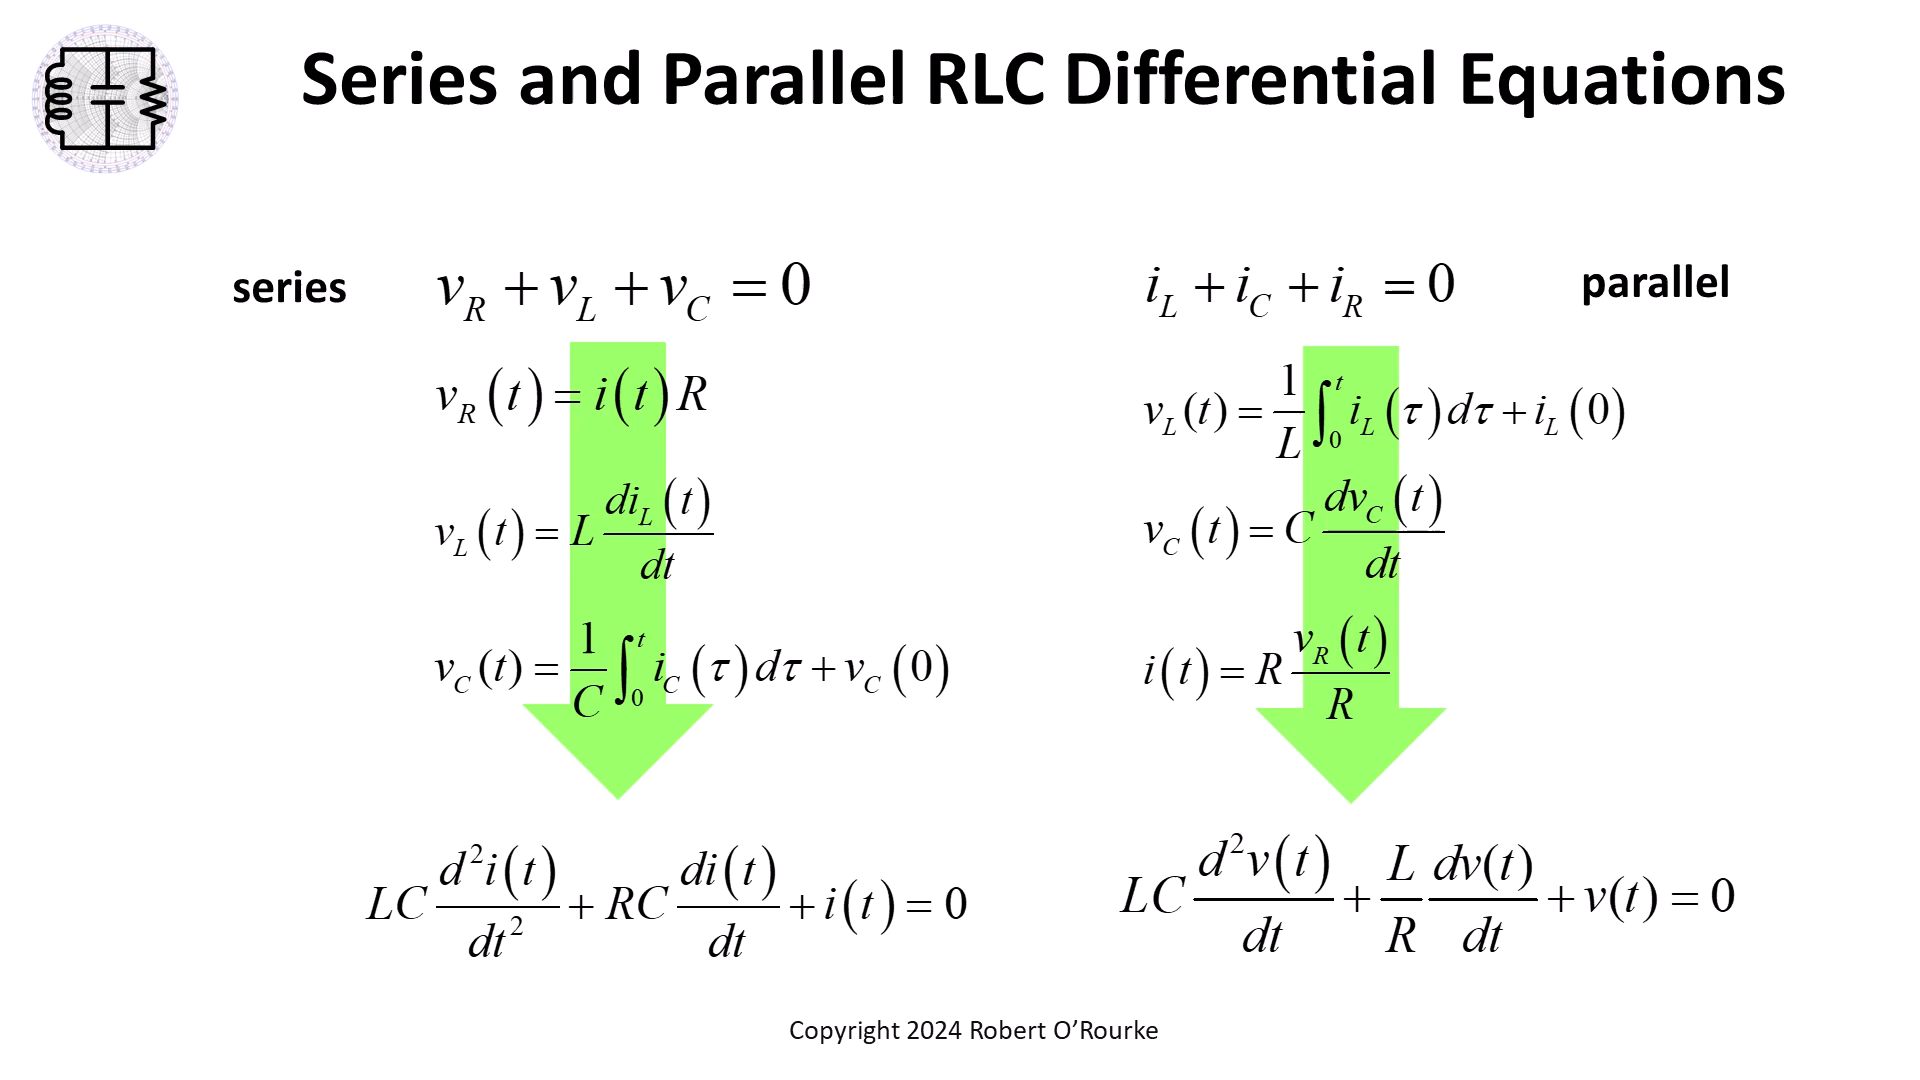 Series and Parallel RLC Differential Equations
series
v_R + v_L + v_C = 0
v_R(t) = i(t)R
v_L(t) = L di_L(t)/dt
v_C(t) = 1/C ∫_0^t i_C(τ)dτ + v_C(0)
LC d²i(t)/dt² + RC di(t)/dt + i(t) = 0
i_L + i_C + i_R = 0
parallel
v_L(t) = 1/L ∫_0^t i_L(τ)dτ + i_L(0)
v_C(t) = C dv_C(t)/dt
i(t) = R v_R(t)/R
LC d²v(t)/dt + L/R dv(t)/dt + v(t) = 0
Copyright 2024 Robert O’Rourke